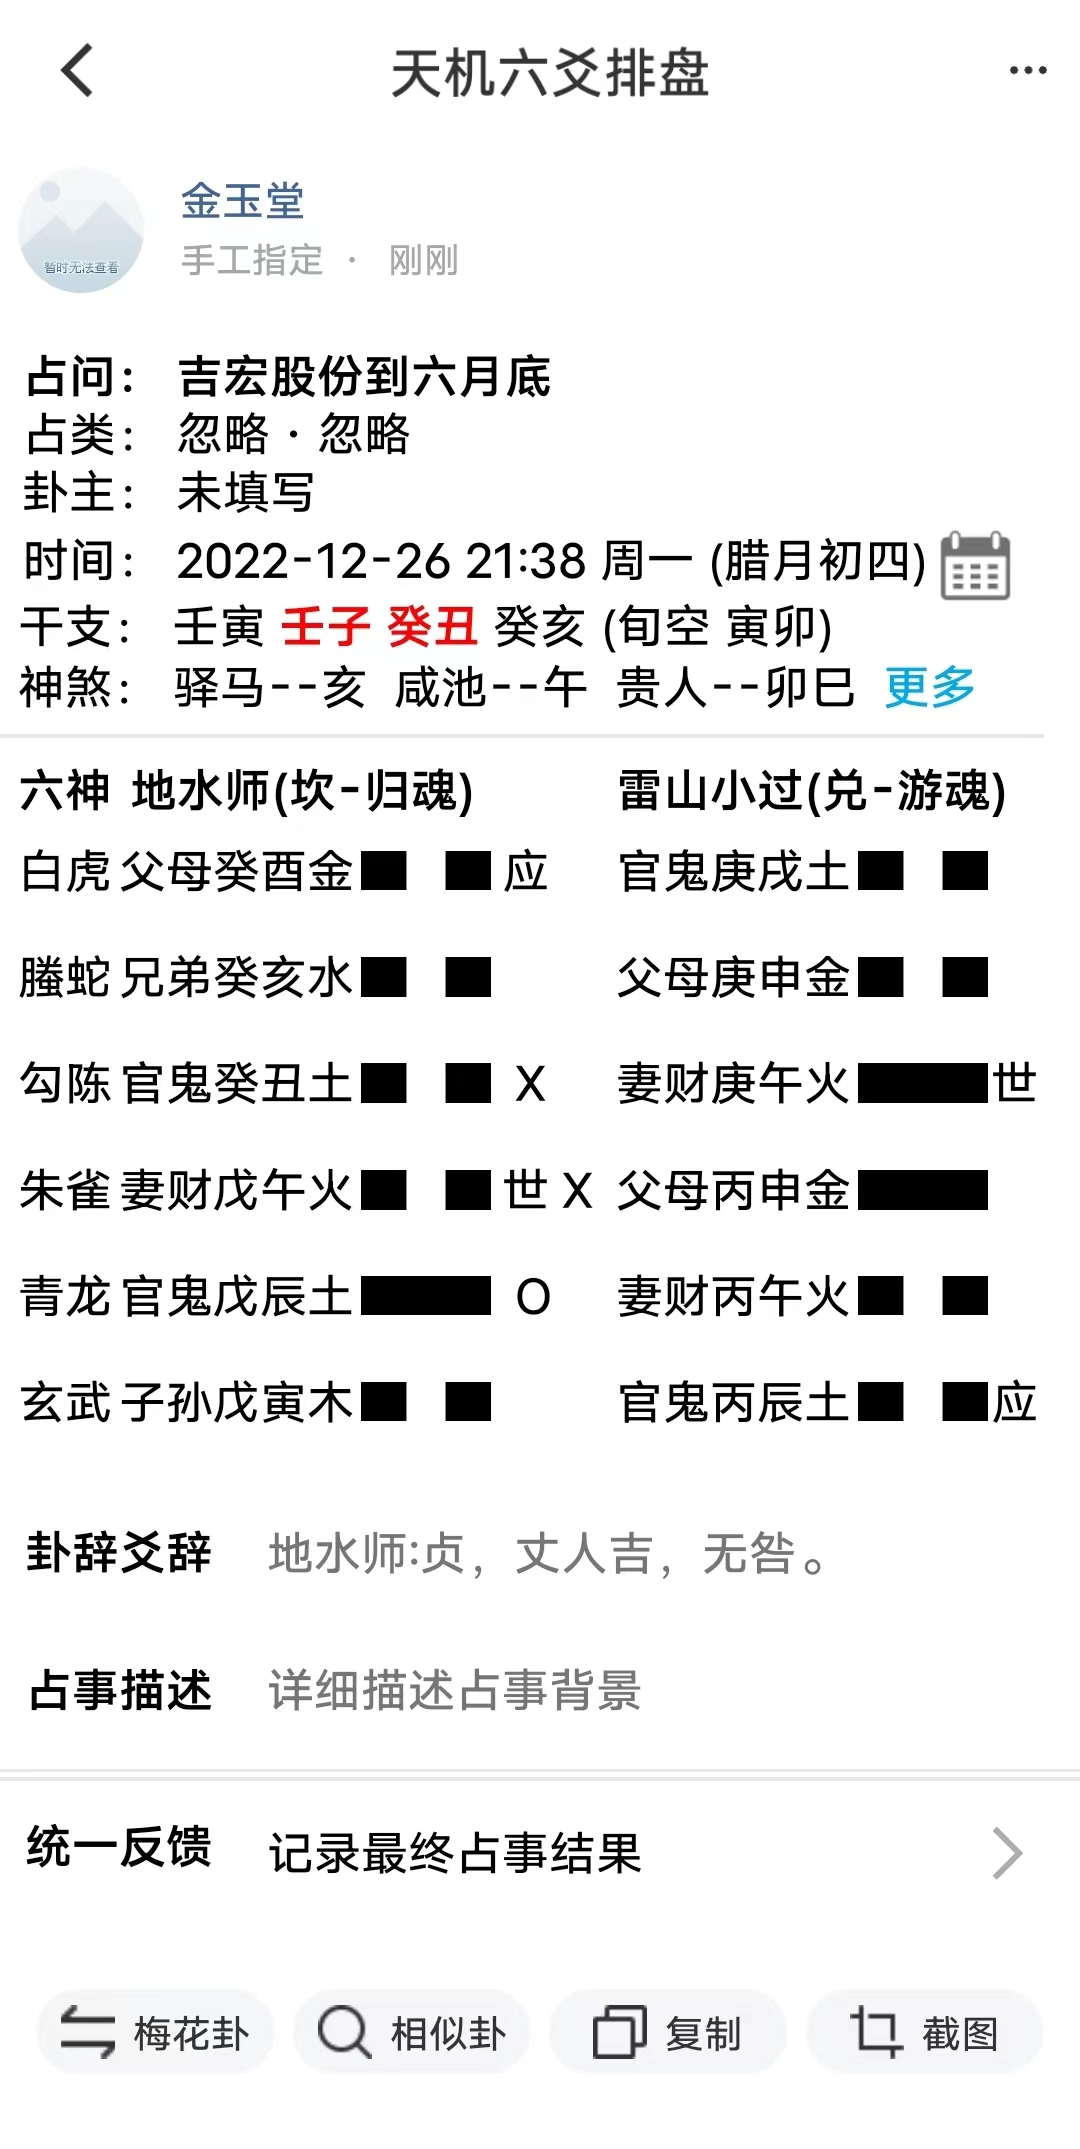 天机六爻排盘
暂时无法查看
金玉堂
手工指定 · 刚刚
占问： 吉宏股份到六月底
占类： 忽略 · 忽略
卦主： 未填写
时间： 2022-12-26 21:38 周一 (腊月初四)
干支： 壬寅 壬子 癸丑 癸亥 (旬空 寅卯)
神煞： 驿马--亥 咸池--午 贵人--卯巳 更多
六神 地水师(坎-归魂) 雷山小过(兑-游魂)
白虎 父母癸酉金 应 官鬼庚戌土
螣蛇 兄弟癸亥水 父母庚申金
勾陈 官鬼癸丑土 X 妻财庚午火 世
朱雀 妻财戊午火 世 X 父母丙申金
青龙 官鬼戊辰土 O 妻财丙午火
玄武 子孙戊寅木 官鬼丙辰土 应
卦辞爻辞 地水师:贞，丈人吉，无咎。
占事描述 详细描述占事背景
统一反馈 记录最终占事结果
梅花卦 相似卦 复制 截图